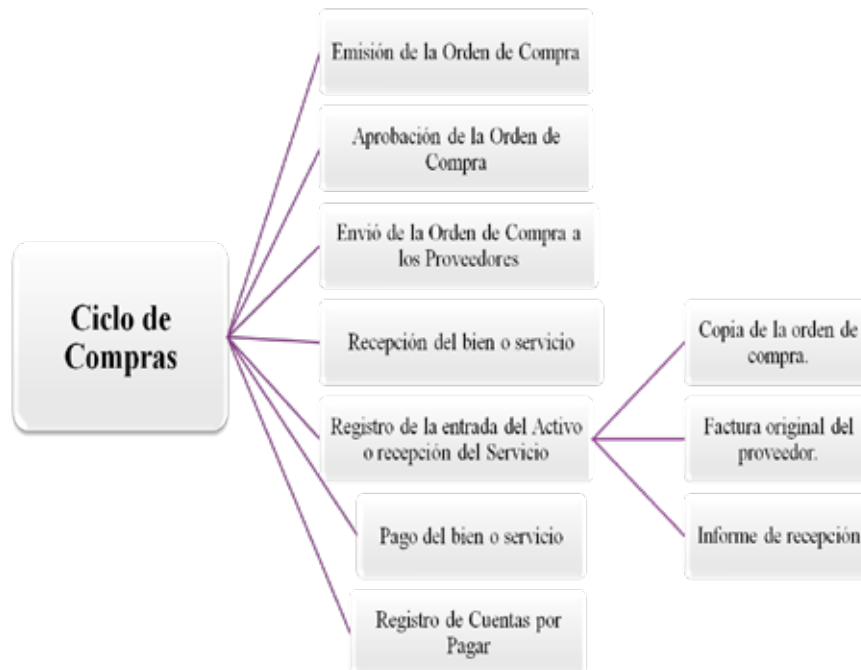 Ciclo de
Compras
Emisión de la Orden de Compra
Aprobación de la Orden de
Compra
Envió de la Orden de Compra a
los Proveedores
Recepción del bien o servicio
Registro de la entrada del Activo
o recepción del Servicio
Copia de la orden de
compra.
Factura original del
proveedor.
Informe de recepción
Pago del bien o servicio
Registro de Cuentas por
Pagar